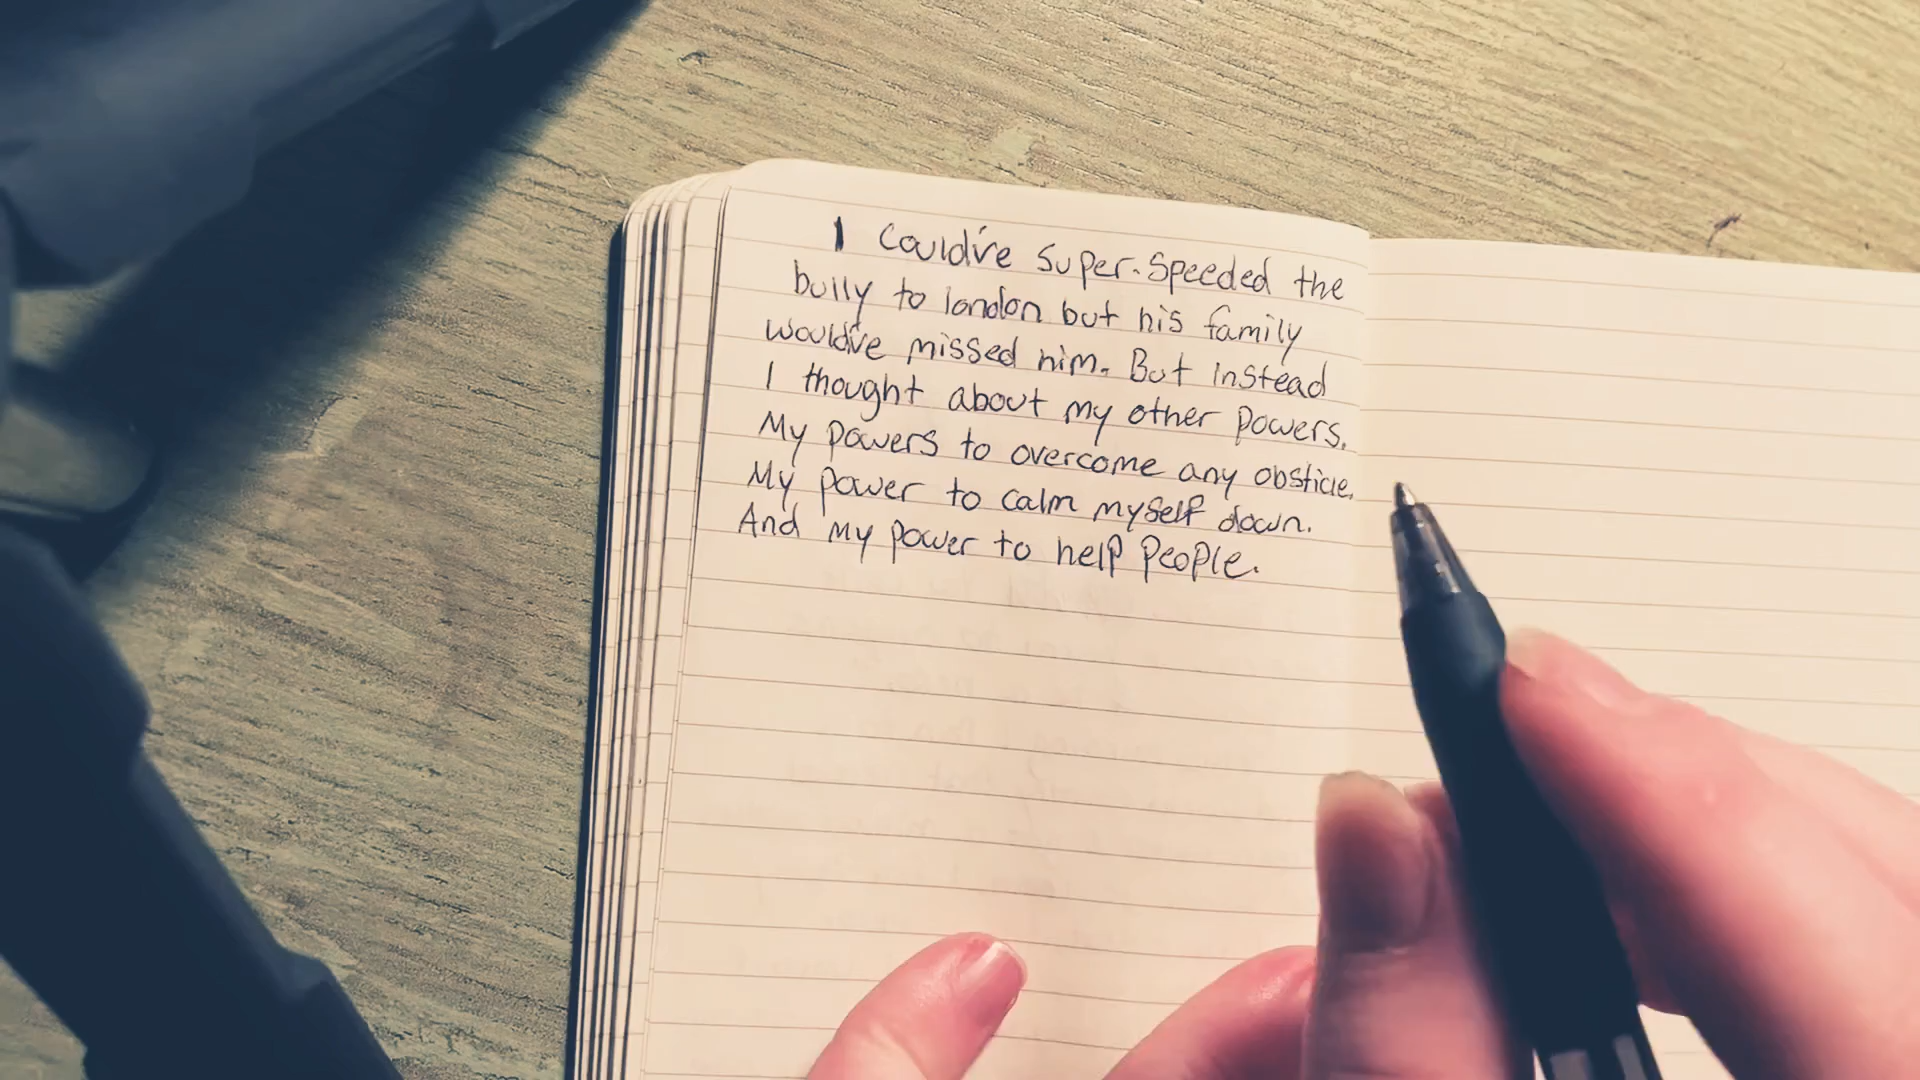 I Could've Super-Speeded the
bully to london but his family
Would've missed him. But instead
I thought about my other Powers.
My powers to overcome any obsticle.
My Power to calm myself down.
And my power to help People.